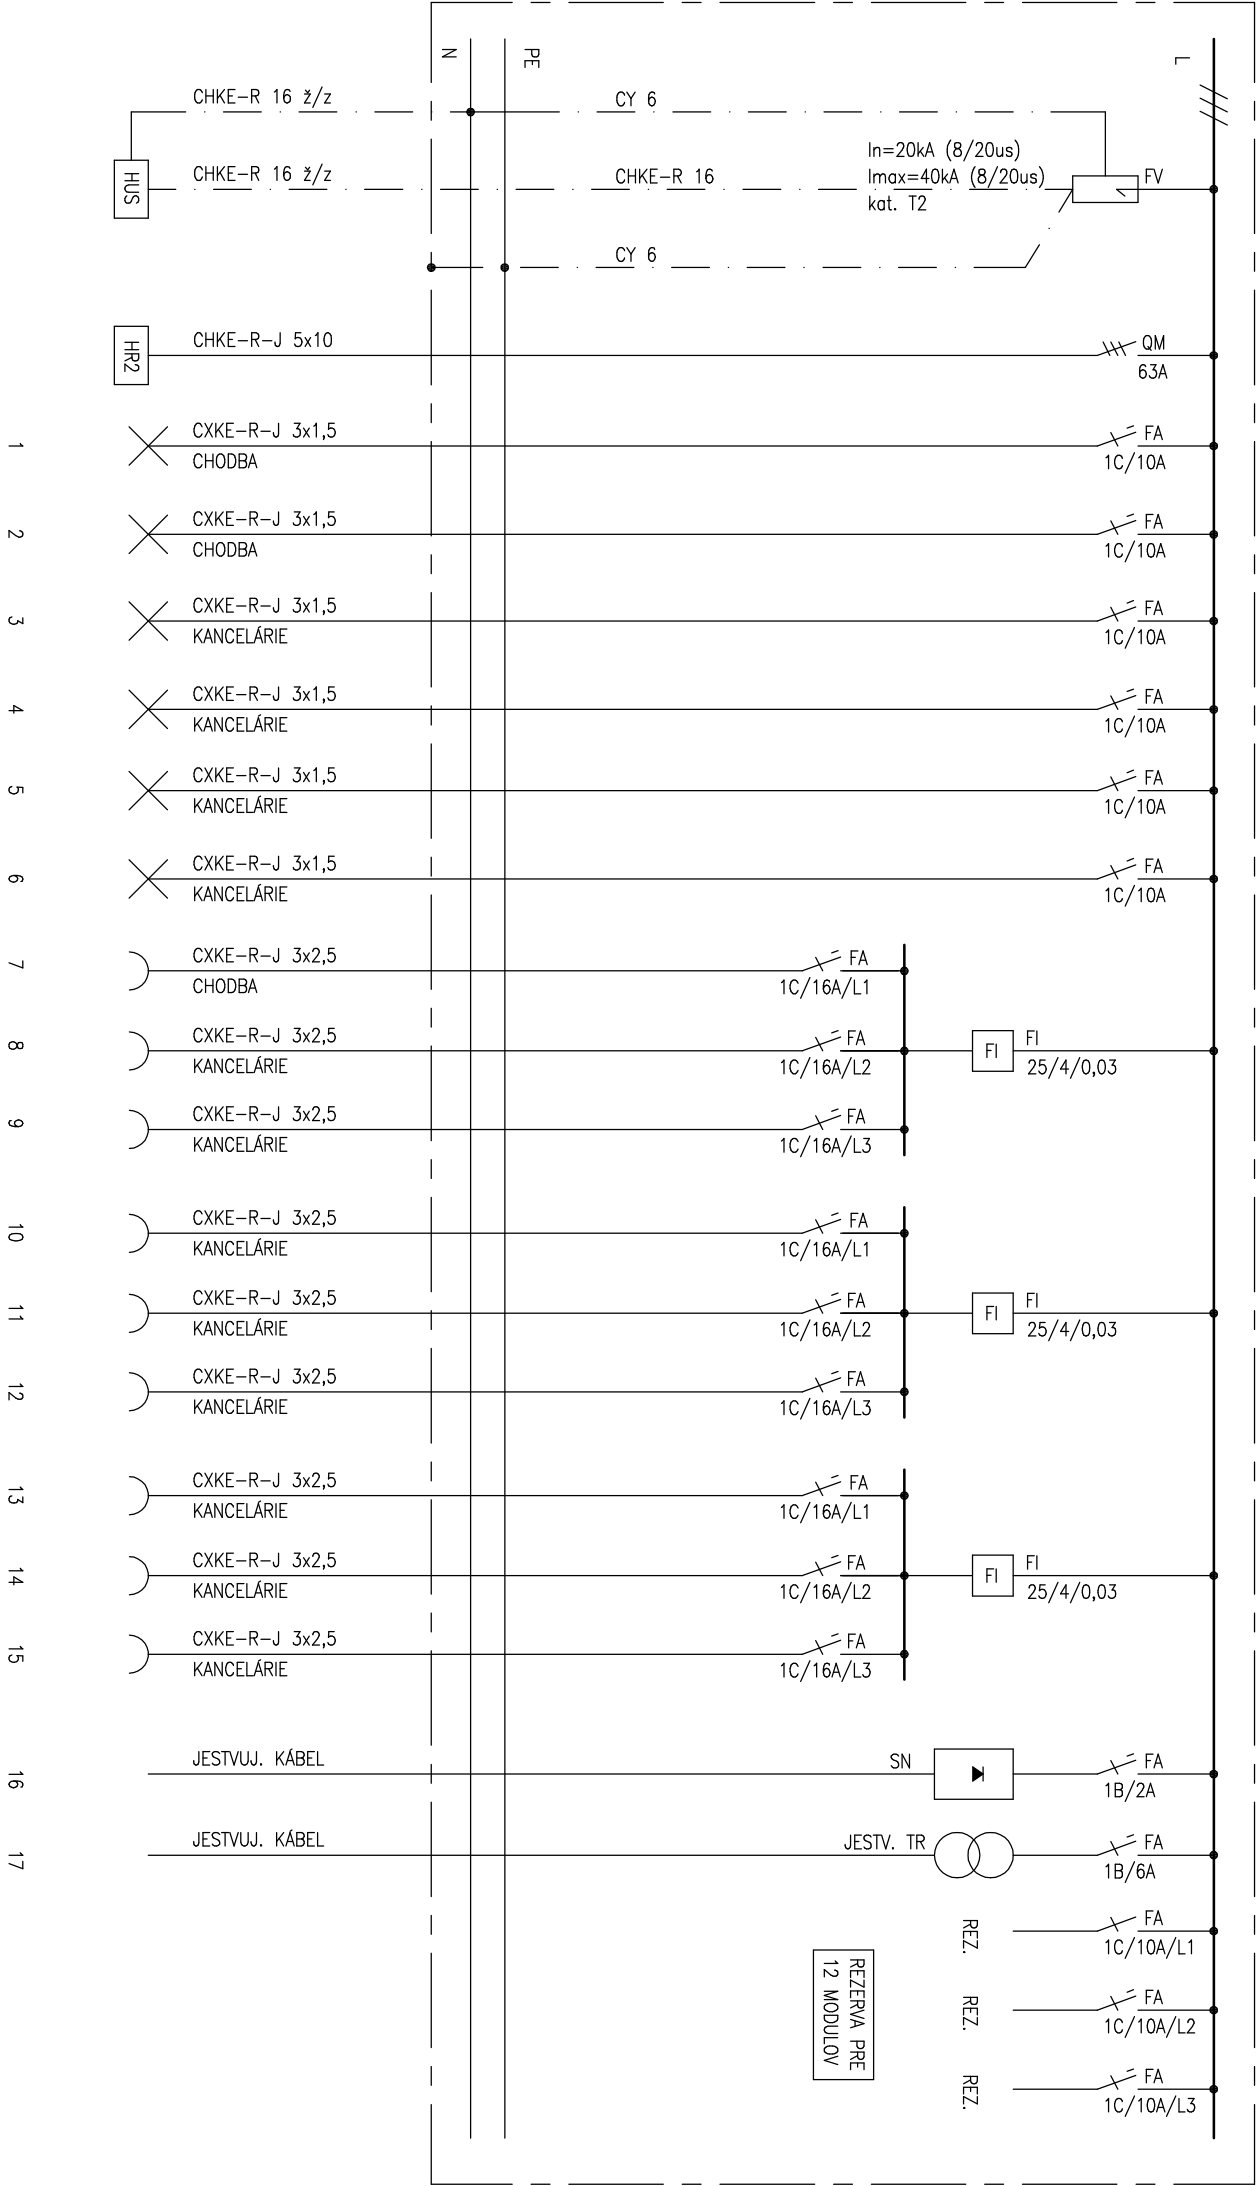 N
PE
L
CHKE-R 16 ž/z
CY 6
In=20kA (8/20us)
Imax=40kA (8/20us)
kat. T2
FV
HUS
CHKE-R 16 ž/z
CHKE-R 16
CY 6
HR2
CHKE-R-J 5x10
QM
63A
1
CXKE-R-J 3x1,5
CHODBA
FA
1C/10A
2
CXKE-R-J 3x1,5
CHODBA
FA
1C/10A
3
CXKE-R-J 3x1,5
KANCELÁRIE
FA
1C/10A
4
CXKE-R-J 3x1,5
KANCELÁRIE
FA
1C/10A
5
CXKE-R-J 3x1,5
KANCELÁRIE
FA
1C/10A
6
CXKE-R-J 3x1,5
KANCELÁRIE
FA
1C/10A
7
CXKE-R-J 3x2,5
CHODBA
FA
1C/16A/L1
8
CXKE-R-J 3x2,5
KANCELÁRIE
FA
1C/16A/L2
FI
FI
25/4/0,03
9
CXKE-R-J 3x2,5
KANCELÁRIE
FA
1C/16A/L3
10
CXKE-R-J 3x2,5
KANCELÁRIE
FA
1C/16A/L1
11
CXKE-R-J 3x2,5
KANCELÁRIE
FA
1C/16A/L2
FI
FI
25/4/0,03
12
CXKE-R-J 3x2,5
KANCELÁRIE
FA
1C/16A/L3
13
CXKE-R-J 3x2,5
KANCELÁRIE
FA
1C/16A/L1
14
CXKE-R-J 3x2,5
KANCELÁRIE
FA
1C/16A/L2
FI
FI
25/4/0,03
15
CXKE-R-J 3x2,5
KANCELÁRIE
FA
1C/16A/L3
16
JESTVUJ. KÁBEL
SN
FA
1B/2A
17
JESTVUJ. KÁBEL
JESTV. TR
FA
1B/6A
REZ.
FA
1C/10A/L1
REZ.
FA
1C/10A/L2
REZ.
FA
1C/10A/L3
REZERVA PRE
12 MODULOV